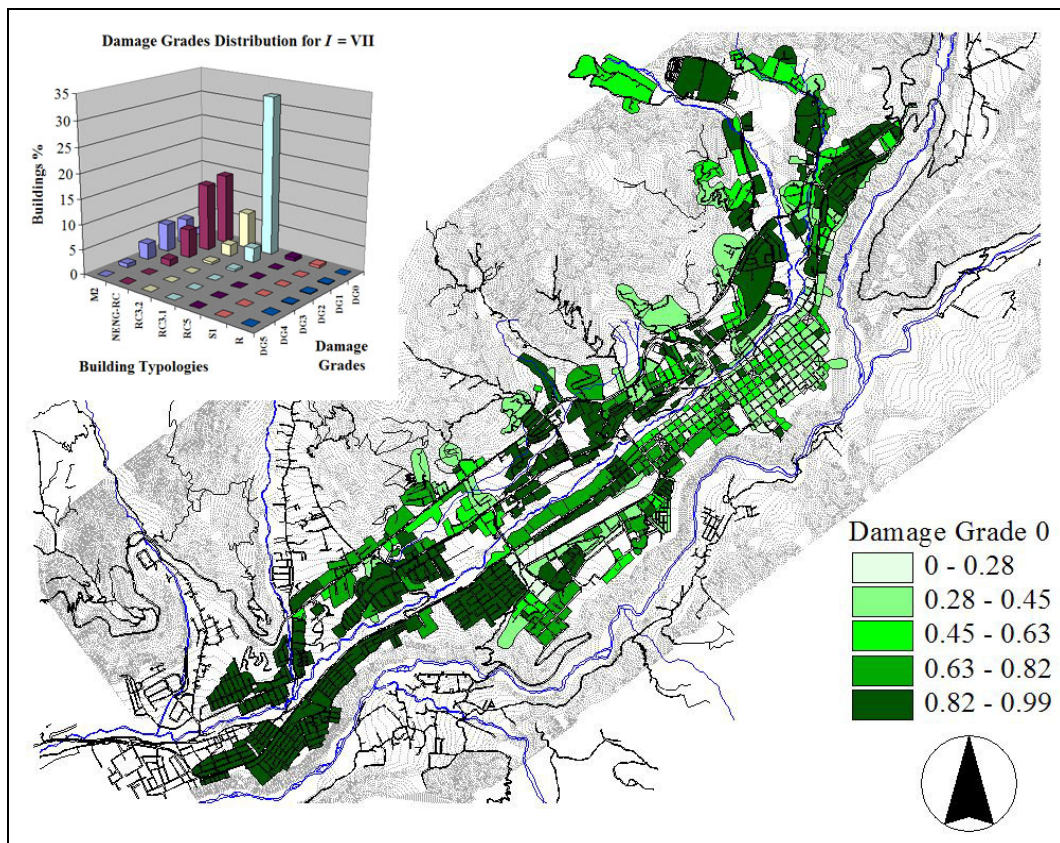 Damage Grades Distribution for I = VII
35
30
25
20
15
10
5
0
Buildings %
M2
NENG-RC
RC3.2
RC3.1
RC5
S1
R
DG5
DG4
DG3
DG2
DG1
DG0
Building Typologies
Damage
Grades
Damage Grade 0
0 - 0.28
0.28 - 0.45
0.45 - 0.63
0.63 - 0.82
0.82 - 0.99